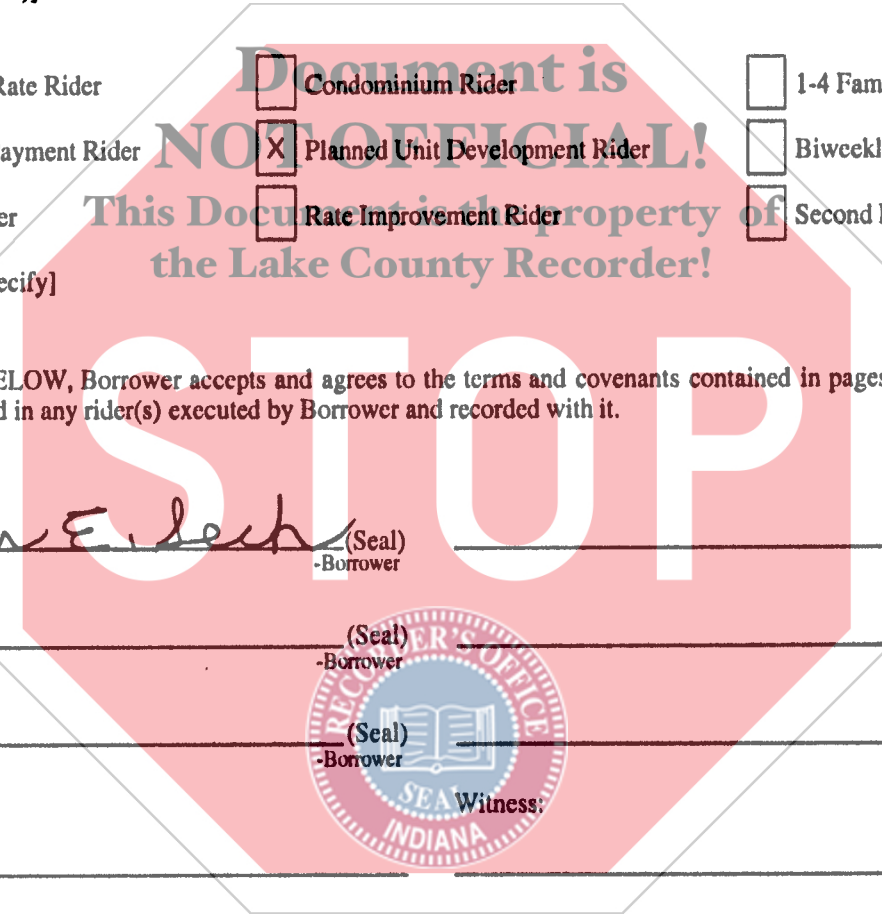 Rate Rider Condominium Rider 1-4 Fam
ayment Rider X Planned Unit Development Rider Biweekl
er Rate Improvement Rider Second
ecify]
Document is
NOT OFFICIAL!
This Document is the property of
the Lake County Recorder!
STOP
ELOW, Borrower accepts and agrees to the terms and covenants contained in pages
d in any rider(s) executed by Borrower and recorded with it.
E. (Seal)
-Borrower
(Seal)
-Borrower
(Seal)
-Borrower
Witness:
RECORDER'S OFFICE
SEAL
INDIANA